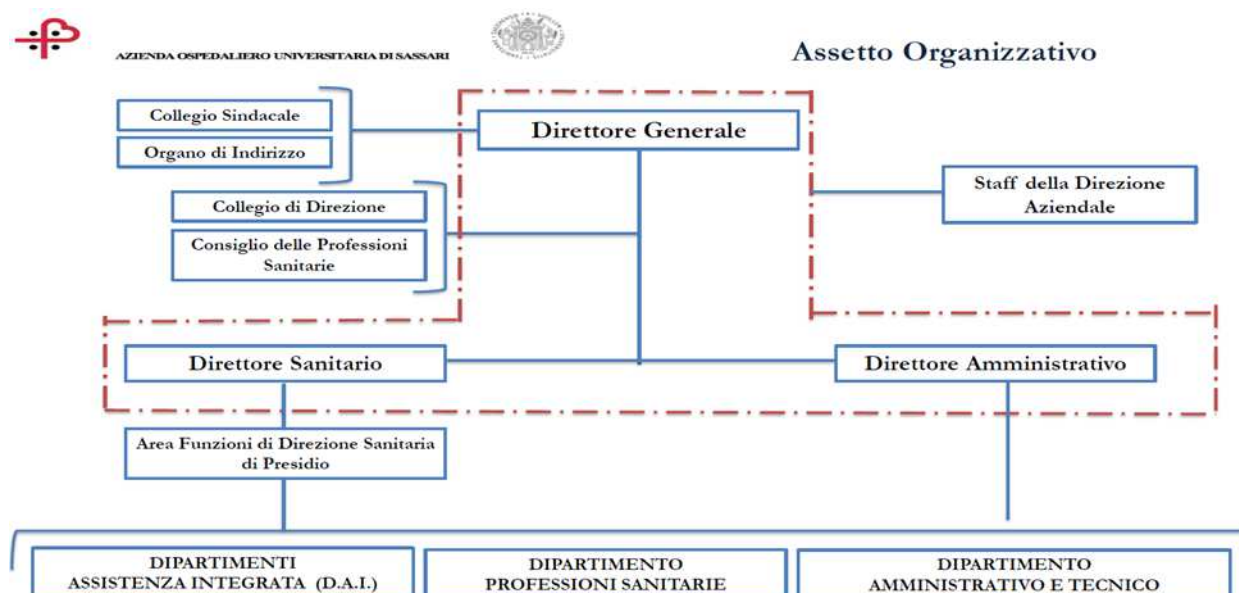 AZIENDA OSPEDALIERO UNIVERSITARIA DI SASSARI
Assetto Organizzativo
Collegio Sindacale
Organo di Indirizzo
Direttore Generale
Collegio di Direzione
Consiglio delle Professioni
Sanitarie
Staff della Direzione
Aziendale
Direttore Sanitario
Direttore Amministrativo
Area Funzioni di Direzione Sanitaria
di Presidio
DIPARTIMENTI
ASSISTENZA INTEGRATA (D.A.I.)
DIPARTIMENTO
PROFESSIONI SANITARIE
DIPARTIMENTO
AMMINISTRATIVO E TECNICO